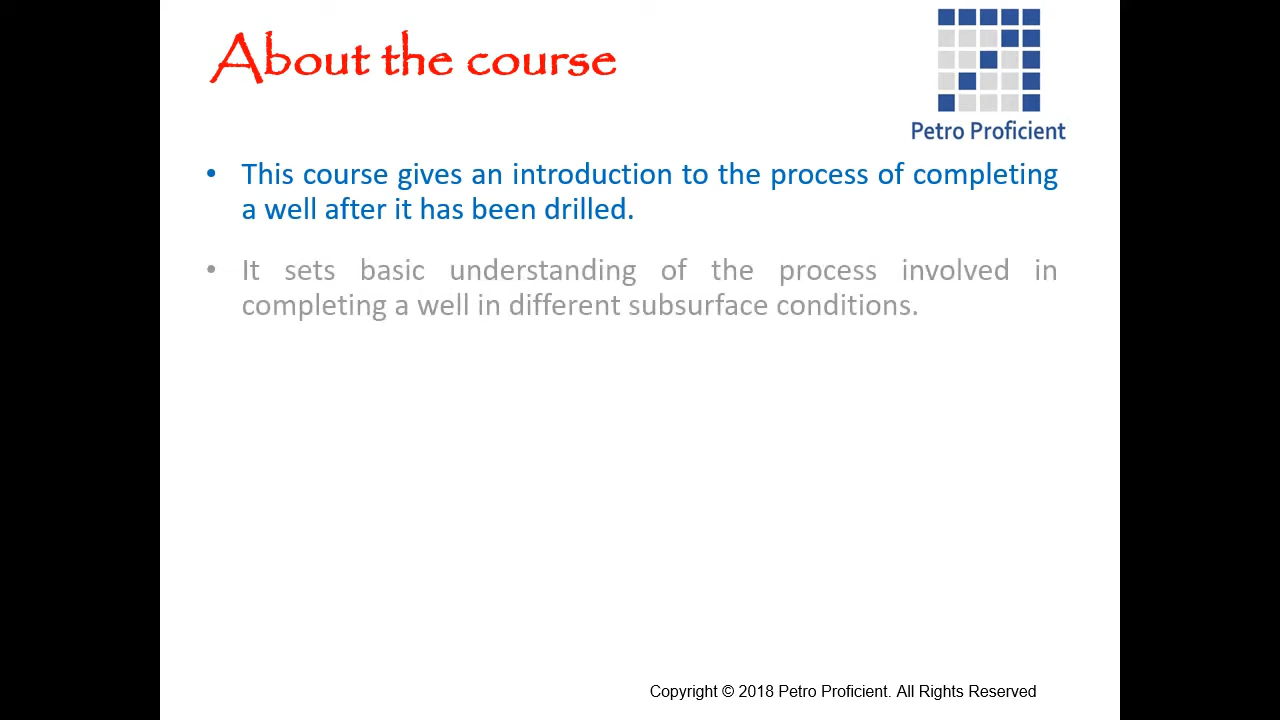 About the course
Petro Proficient
• This course gives an introduction to the process of completing
a well after it has been drilled.
• It sets basic understanding of the process involved in
completing a well in different subsurface conditions.
Copyright © 2018 Petro Proficient. All Rights Reserved